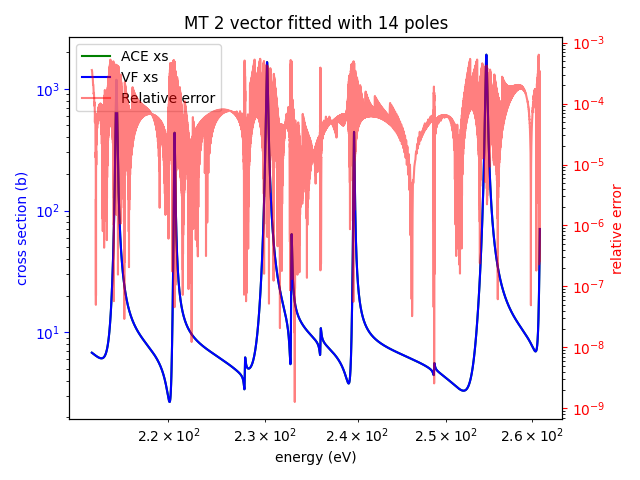 MT 2 vector fitted with 14 poles
ACE xs
VF xs
Relative error
cross section (b)
10³
10²
10¹
10⁻³
10⁻⁴
10⁻⁵
10⁻⁶
10⁻⁷
10⁻⁸
10⁻⁹
relative error
2.2 × 10² 2.3 × 10² 2.4 × 10² 2.5 × 10² 2.6 × 10²
energy (eV)